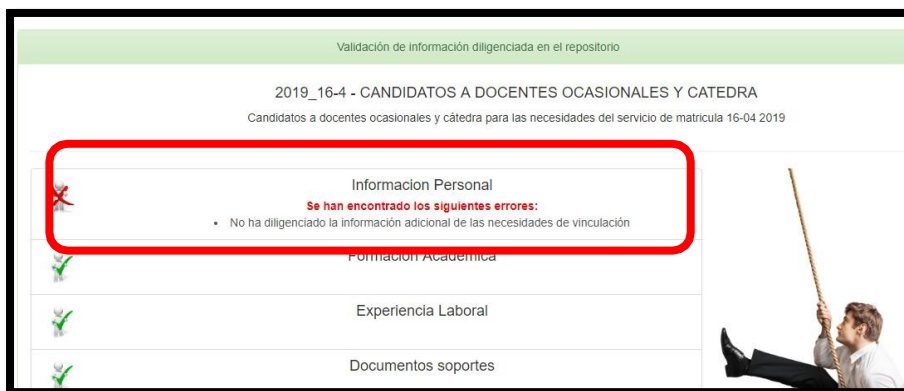 Validación de información diligenciada en el repositorio
2019_16-4 - CANDIDATOS A DOCENTES OCASIONALES Y CATEDRA
Candidatos a docentes ocasionales y cátedra para las necesidades del servicio de matricula 16-04 2019
Informacion Personal
Se han encontrado los siguientes errores:
• No ha diligenciado la información adicional de las necesidades de vinculación
Formación Académica
Experiencia Laboral
Documentos soportes